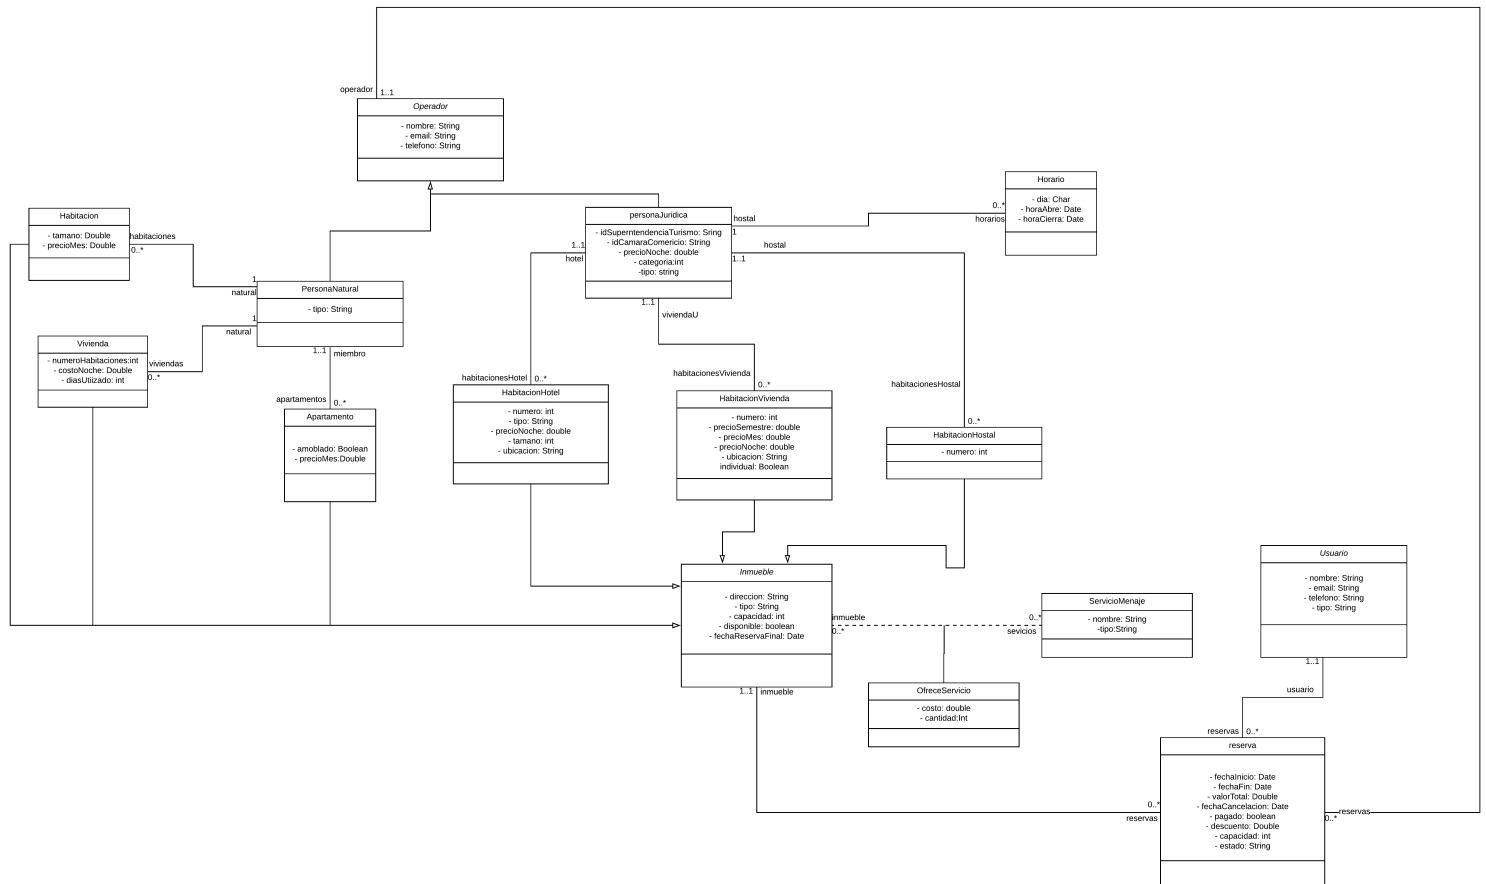 operador
1..1
Operador
- nombre: String
- email: String
- telefono: String
Horario
- dia: Char
- horaAbre: Date
- horaCierra: Date
0..*
horarios
Habitacion
- tamano: Double
- precioMes: Double
habitaciones
0..*
personaJuridica
- idSuperntendenciaTurismo: Sring
- idCamaraComericio: String
- precioNoche: double
- categoria:int
-tipo: string
hostal
1
1..1
hotel
hostal
1..1
1
natural
PersonaNatural
- tipo: String
1
natural
1..1
miembro
1..1
viviendaU
Vivienda
- numeroHabitaciones:int
- costoNoche: Double
- diasUtiizado: int
viviendas
0..*
apartamentos
0..*
Apartamento
- amoblado: Boolean
- precioMes:Double
habitacionesHotel
0..*
HabitacionHotel
- numero: int
- tipo: String
- precioNoche: double
- tamano: int
- ubicacion: String
habitacionesVivienda
0..*
HabitacionVivienda
- numero: int
- precioSemestre: double
- precioMes: double
- precioNoche: double
- ubicacion: String
individual: Boolean
habitacionesHostal
0..*
HabitacionHostal
- numero: int
Inmueble
- direccion: String
- tipo: String
- capacidad: int
- disponible: boolean
- fechaReservaFinal: Date
inmueble
0..*
0..*
sevicios
ServicioMenaje
- nombre: String
-tipo:String
Usuario
- nombre: String
- email: String
- telefono: String
- tipo: String
1..1
usuario
1..1
inmueble
OfreceServicio
- costo: double
- cantidad:Int
reservas
0..*
reserva
- fechaInicio: Date
- fechaFin: Date
- valorTotal: Double
- fechaCancelacion: Date
- pagado: boolean
- descuento: Double
- capacidad: int
- estado: String
0..*
reservas
reservas
0..*